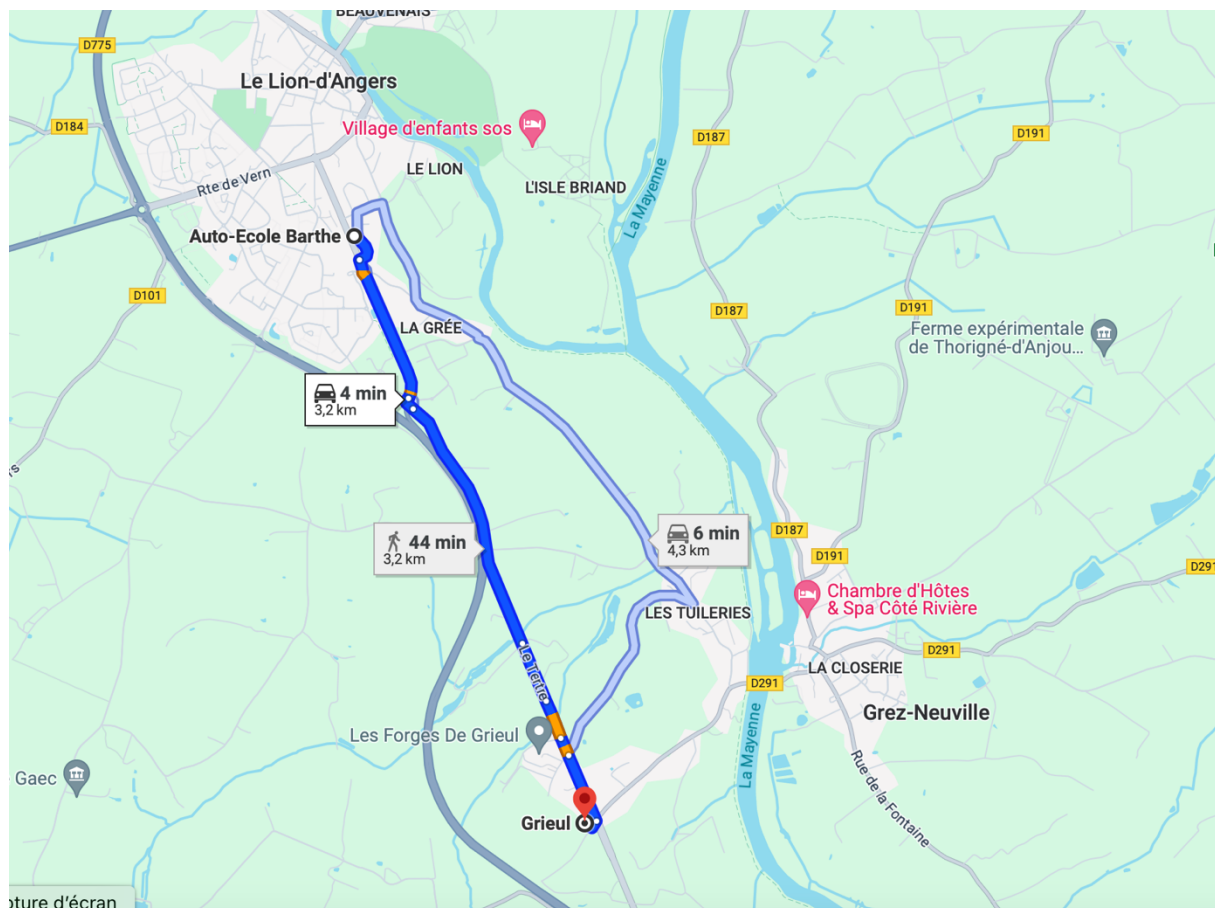 BEAUVENAIS
D775
Le Lion-d'Angers
D184
Village d'enfants sos
D187
D191
Rte de Vern
LE LION
L'ISLE BRIAND
La Mayenne
Auto-Ecole Barthe
D101
D187
D191
LA GRÉE
Ferme expérimentale
de Thorigné-d'Anjou...
4 min
3,2 km
44 min
3,2 km
6 min
4,3 km
D187
D191
D291
Chambre d'Hôtes
& Spa Côté Rivière
LES TUILERIES
D291
LA CLOSERIE
Le Tertre
D291
Grez-Neuville
Les Forges De Grieul
La Mayenne
Gaec
Rue de la Fontaine
Grieul
pture d'écran